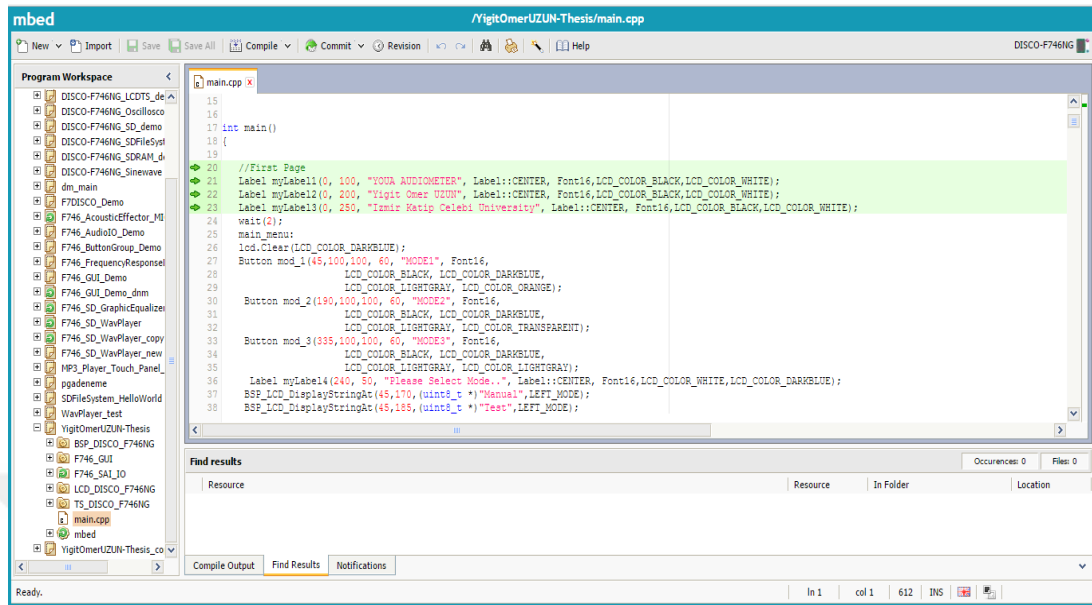 mbed /YigitOmerUZUN-Thesis/main.cpp
New Import Save Save All Compile Commit Revision Help DISCO-F746NG
Program Workspace
main.cpp x
DISCO-F746NG_LCDTS_de
DISCO-F746NG_Oscillosco
DISCO-F746NG_SD_demo
DISCO-F746NG_SDFileSyst
DISCO-F746NG_SDRAM_de
DISCO-F746NG_Sinewave
dm_main
F7DISCO_Demo
F746_AcousticEffector_MI
F746_AudioIO_Demo
F746_ButtonGroup_Demo
F746_FrequencyResponseI
F746_GUI_Demo
F746_GUI_Demo_dnm
F746_SD_GraphicEqualizer
F746_SD_WavPlayer
F746_SD_WavPlayer_copy
F746_SD_WavPlayer_new
MP3_Player_Touch_Panel_
pgadeneme
SDFileSystem_HelloWorld
WavPlayer_test
YigitOmerUZUN-Thesis
BSP_DISCO_F746NG
F746_GUI
F746_SAI_IO
LCD_DISCO_F746NG
TS_DISCO_F746NG
main.cpp
mbed
YigitOmerUZUN-Thesis_co
15
16
17 int main()
18 {
19
20 //First Page
21 Label myLabel1(0, 100, "YOUA AUDIOMETER", Label::CENTER, Font16,LCD_COLOR_BLACK,LCD_COLOR_WHITE);
22 Label myLabel2(0, 200, "Yigit Omer UZUN", Label::CENTER, Font16,LCD_COLOR_BLACK,LCD_COLOR_WHITE);
23 Label myLabel3(0, 250, "Izmir Katip Celebi University", Label::CENTER, Font16,LCD_COLOR_BLACK,LCD_COLOR_WHITE);
24 wait(2);
25 main_menu:
26 lcd.Clear(LCD_COLOR_DARKBLUE);
27 Button mod_1(45,100,100, 60, "MODE1", Font16,
28 LCD_COLOR_BLACK, LCD_COLOR_DARKBLUE,
29 LCD_COLOR_LIGHTGRAY, LCD_COLOR_ORANGE);
30 Button mod_2(190,100,100, 60, "MODE2", Font16,
31 LCD_COLOR_BLACK, LCD_COLOR_DARKBLUE,
32 LCD_COLOR_LIGHTGRAY, LCD_COLOR_TRANSPARENT);
33 Button mod_3(335,100,100, 60, "MODE3", Font16,
34 LCD_COLOR_BLACK, LCD_COLOR_DARKBLUE,
35 LCD_COLOR_LIGHTGRAY, LCD_COLOR_LIGHTGRAY);
36 Label myLabel4(240, 50, "Please Select Mode..", Label::CENTER, Font16,LCD_COLOR_WHITE,LCD_COLOR_DARKBLUE);
37 BSP_LCD_DisplayStringAt(45,170,(uint8_t *)"Manual",LEFT_MODE);
38 BSP_LCD_DisplayStringAt(45,185,(uint8_t *)"Test",LEFT_MODE);
Find results Occurences: 0 Files: 0
Resource Resource In Folder Location
Compile Output Find Results Notifications
Ready. ln 1 col 1 612 INS